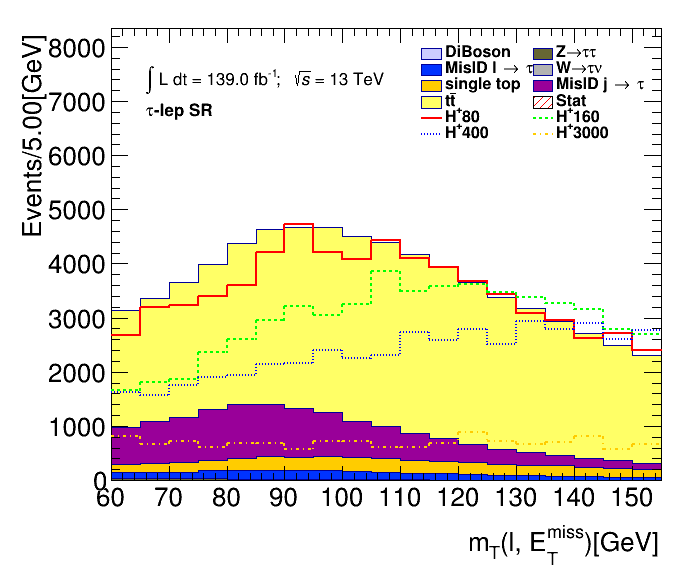 Events/5.00[GeV]
8000
7000
6000
5000
4000
3000
2000
1000
0
∫ L dt = 139.0 fb⁻¹; √s = 13 TeV
τ-lep SR
DiBoson Z→ττ
MisID l → τ W→τν
single top MisID j → τ
tt̄ Stat
H⁺80 H⁺160
H⁺400 H⁺3000
60 70 80 90 100 110 120 130 140 150
m_T(l, E_T^miss)[GeV]